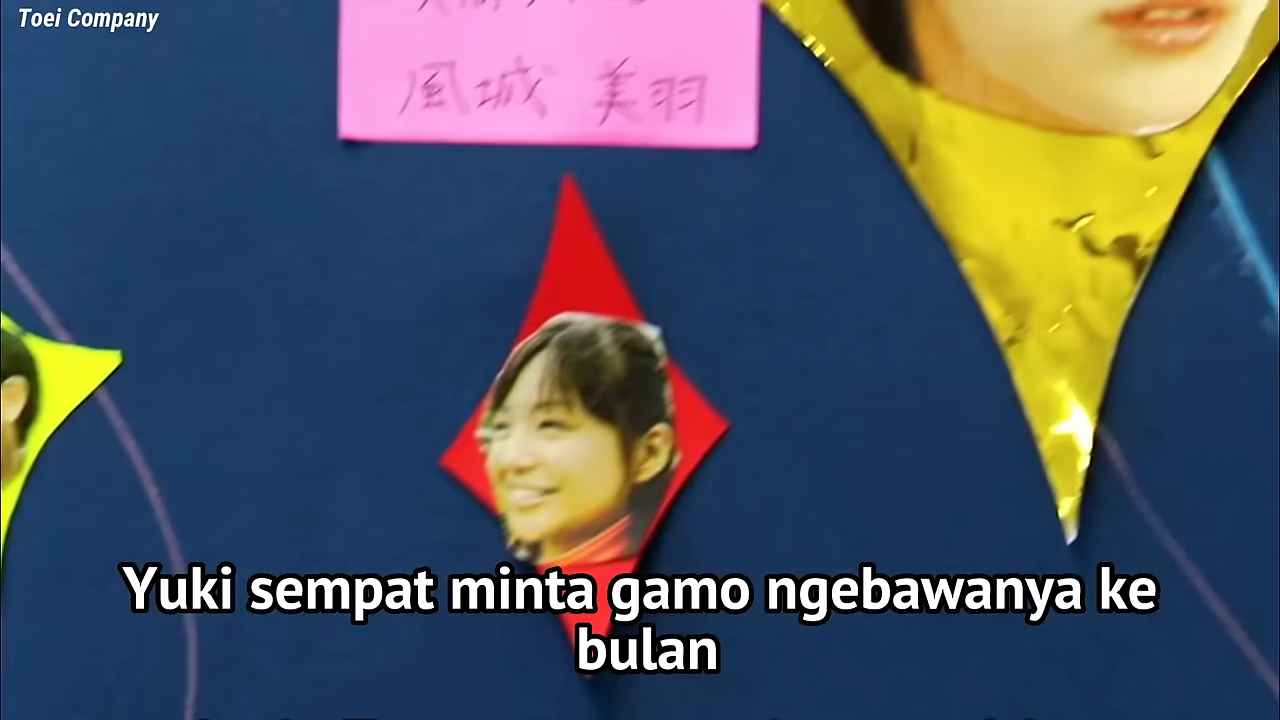 Toei Company
風城 美羽
Yuki sempat minta gamo ngebawanya ke
bulan